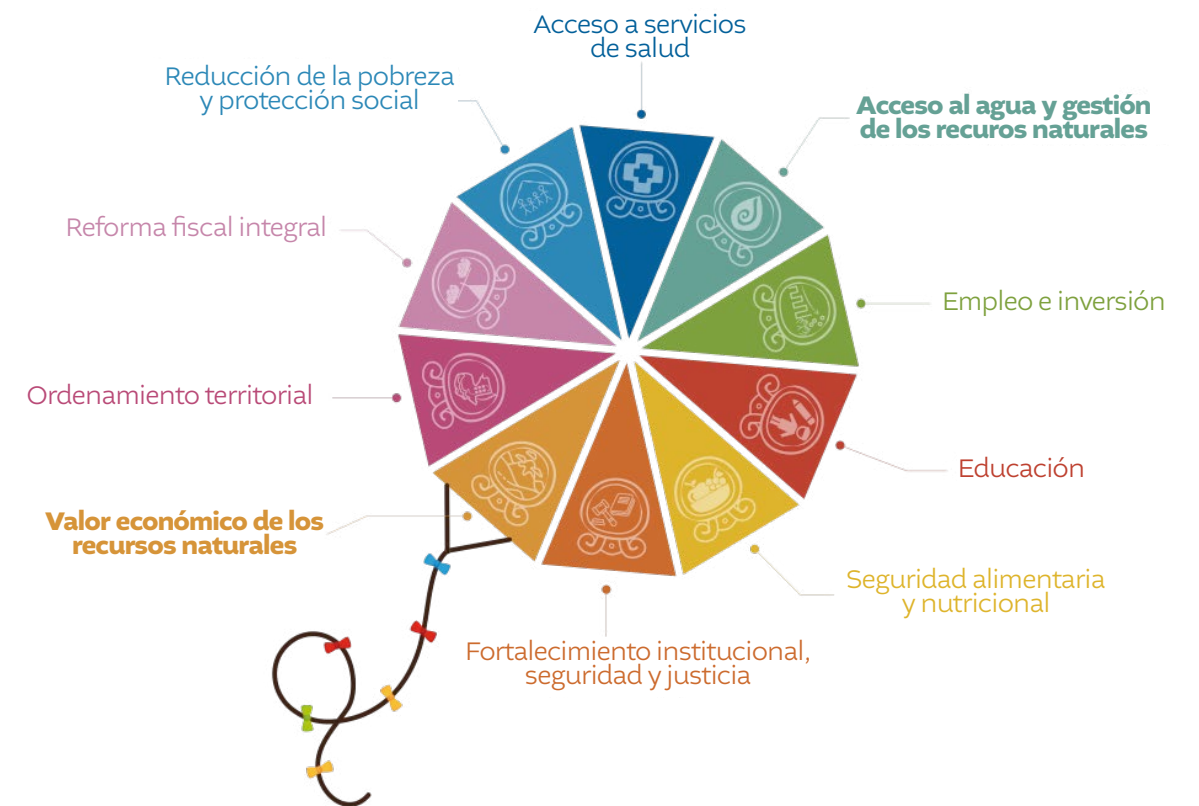 Acceso a servicios
de salud
Reducción de la pobreza
y protección social
Acceso al agua y gestión
de los recuros naturales
Reforma fiscal integral
Empleo e inversión
Ordenamiento territorial
Educación
Valor económico de los
recursos naturales
Seguridad alimentaria
y nutricional
Fortalecimiento institucional,
seguridad y justicia